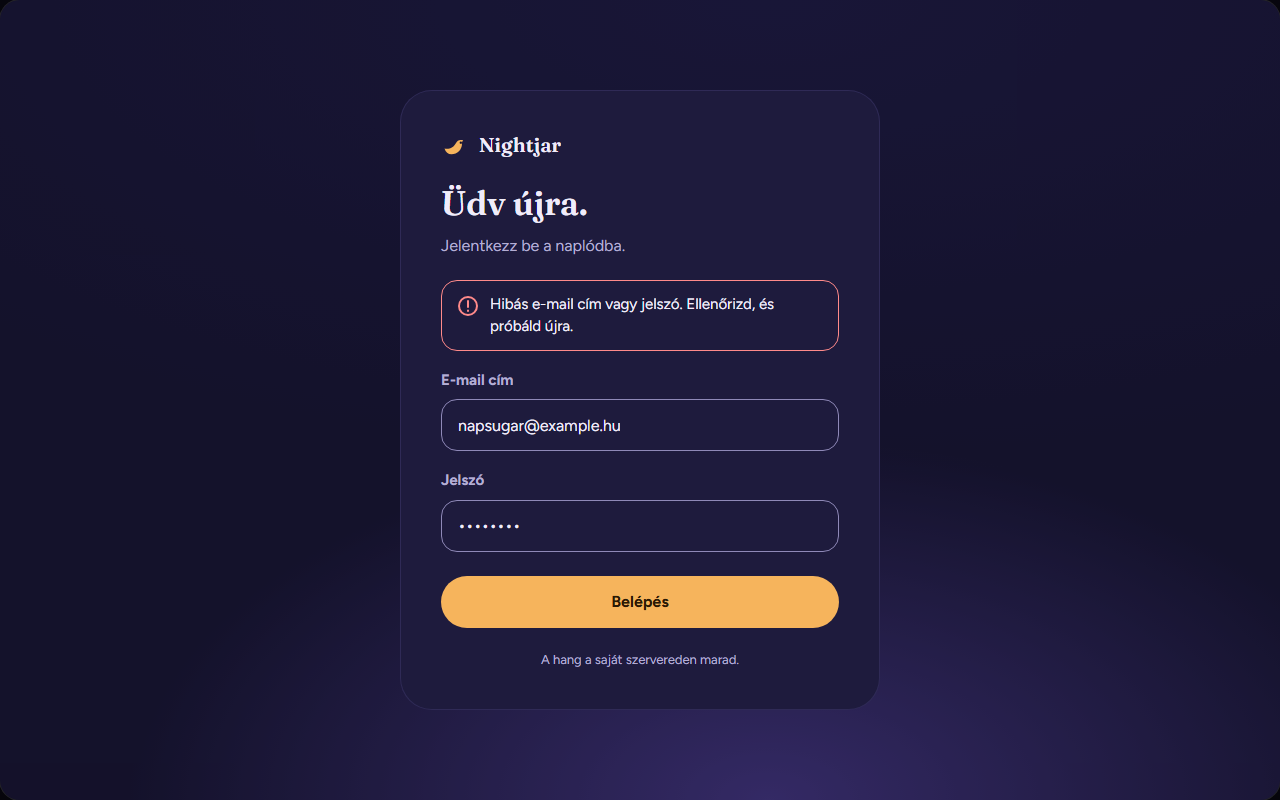 Nightjar
Üdv újra.
Jelentkezz be a naplódba.
Hibás e-mail cím vagy jelszó. Ellenőrizd, és
próbáld újra.
E-mail cím
napsugar@example.hu
Jelszó
••••••••
Belépés
A hang a saját szervereden marad.